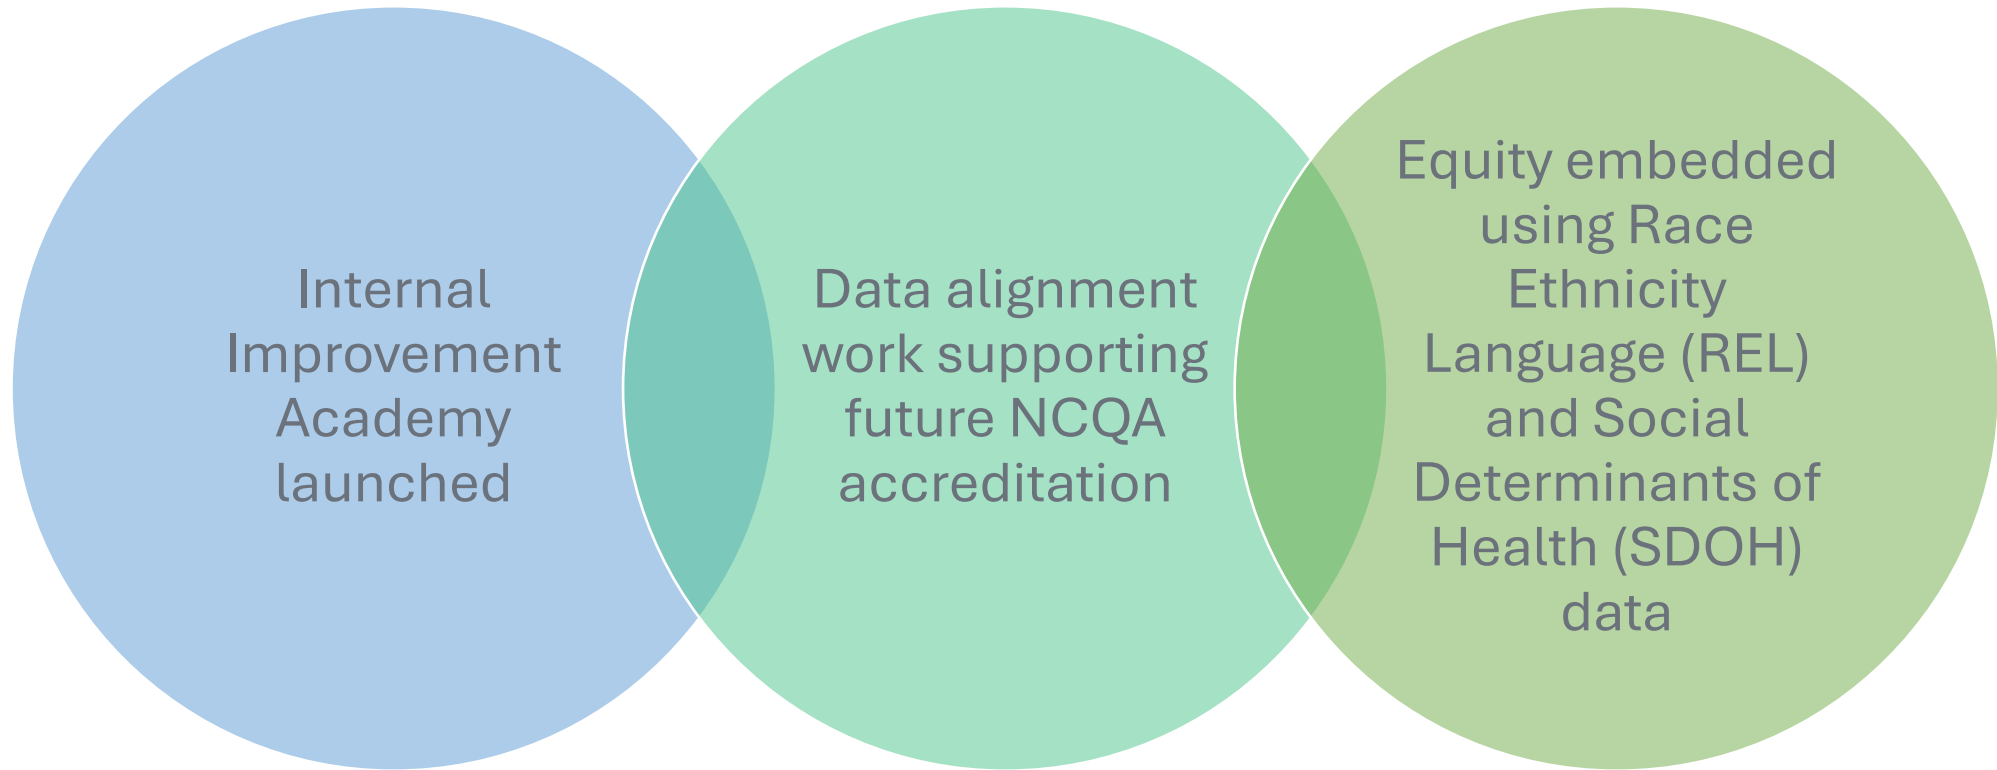 Internal
Improvement
Academy
launched
Data alignment
work supporting
future NCQA
accreditation
Equity embedded
using Race
Ethnicity
Language (REL)
and Social
Determinants of
Health (SDOH)
data